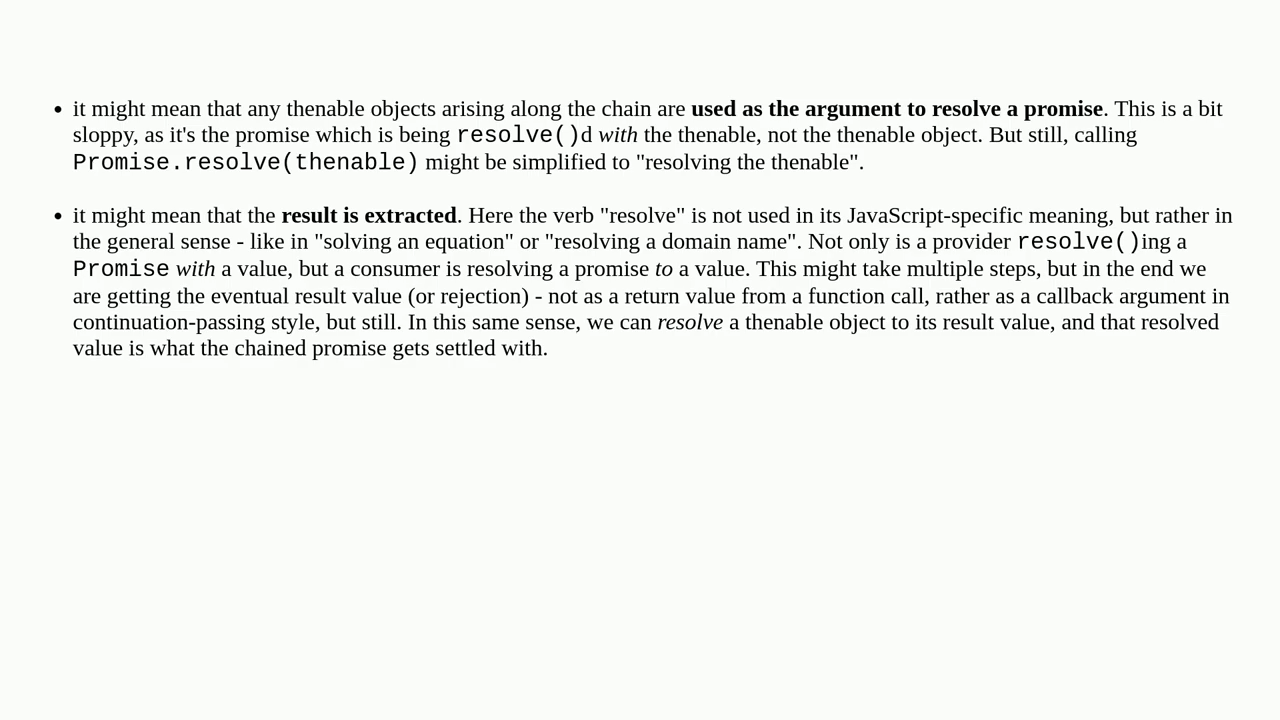 • it might mean that any thenable objects arising along the chain are used as the argument to resolve a promise. This is a bit
sloppy, as it's the promise which is being resolve()d with the thenable, not the thenable object. But still, calling
Promise.resolve(thenable) might be simplified to "resolving the thenable".
• it might mean that the result is extracted. Here the verb "resolve" is not used in its JavaScript-specific meaning, but rather in
the general sense - like in "solving an equation" or "resolving a domain name". Not only is a provider resolve()ing a
Promise with a value, but a consumer is resolving a promise to a value. This might take multiple steps, but in the end we
are getting the eventual result value (or rejection) - not as a return value from a function call, rather as a callback argument in
continuation-passing style, but still. In this same sense, we can resolve a thenable object to its result value, and that resolved
value is what the chained promise gets settled with.